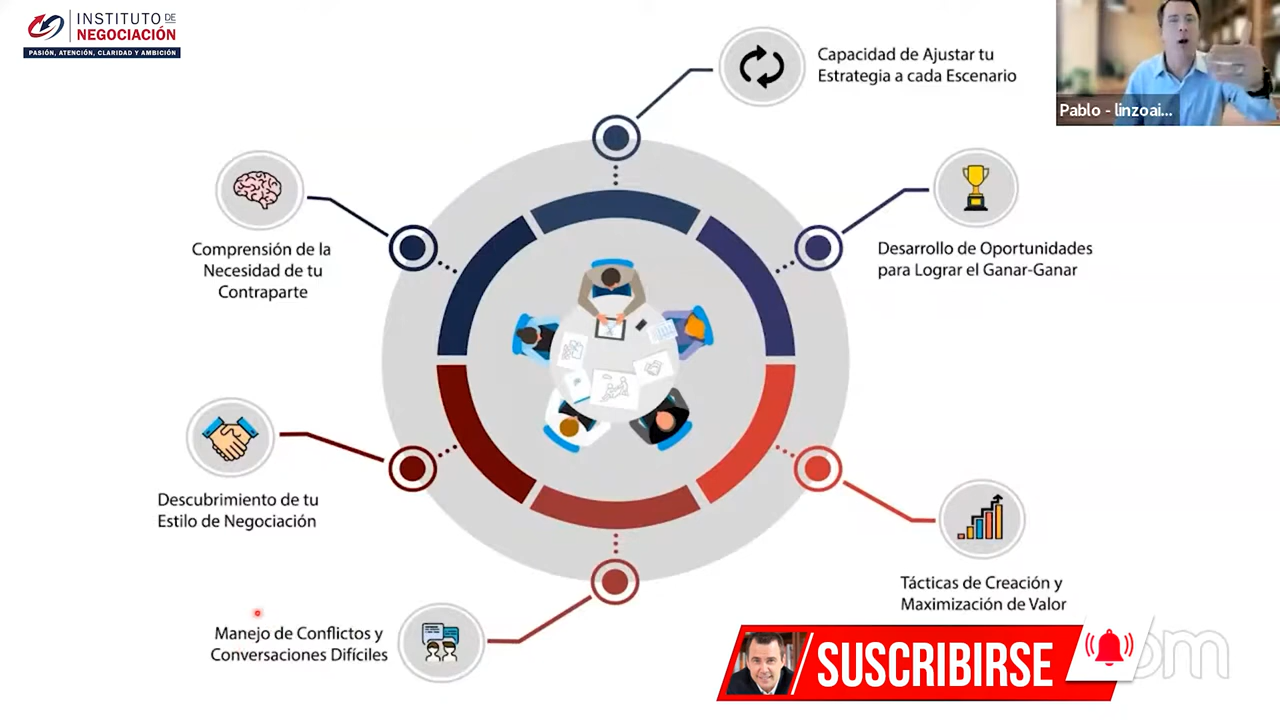 INSTITUTO DE
NEGOCIACIÓN
PASIÓN, ATENCIÓN, CLARIDAD Y AMBICIÓN
Capacidad de Ajustar tu
Estrategia a cada Escenario
Pablo - linzoai...
Comprensión de la
Necesidad de tu
Contraparte
Desarrollo de Oportunidades
para Lograr el Ganar-Ganar
Descubrimiento de tu
Estilo de Negociación
Tácticas de Creación y
Maximización de Valor
Manejo de Conflictos y
Conversaciones Difíciles
SUSCRIBIRSE